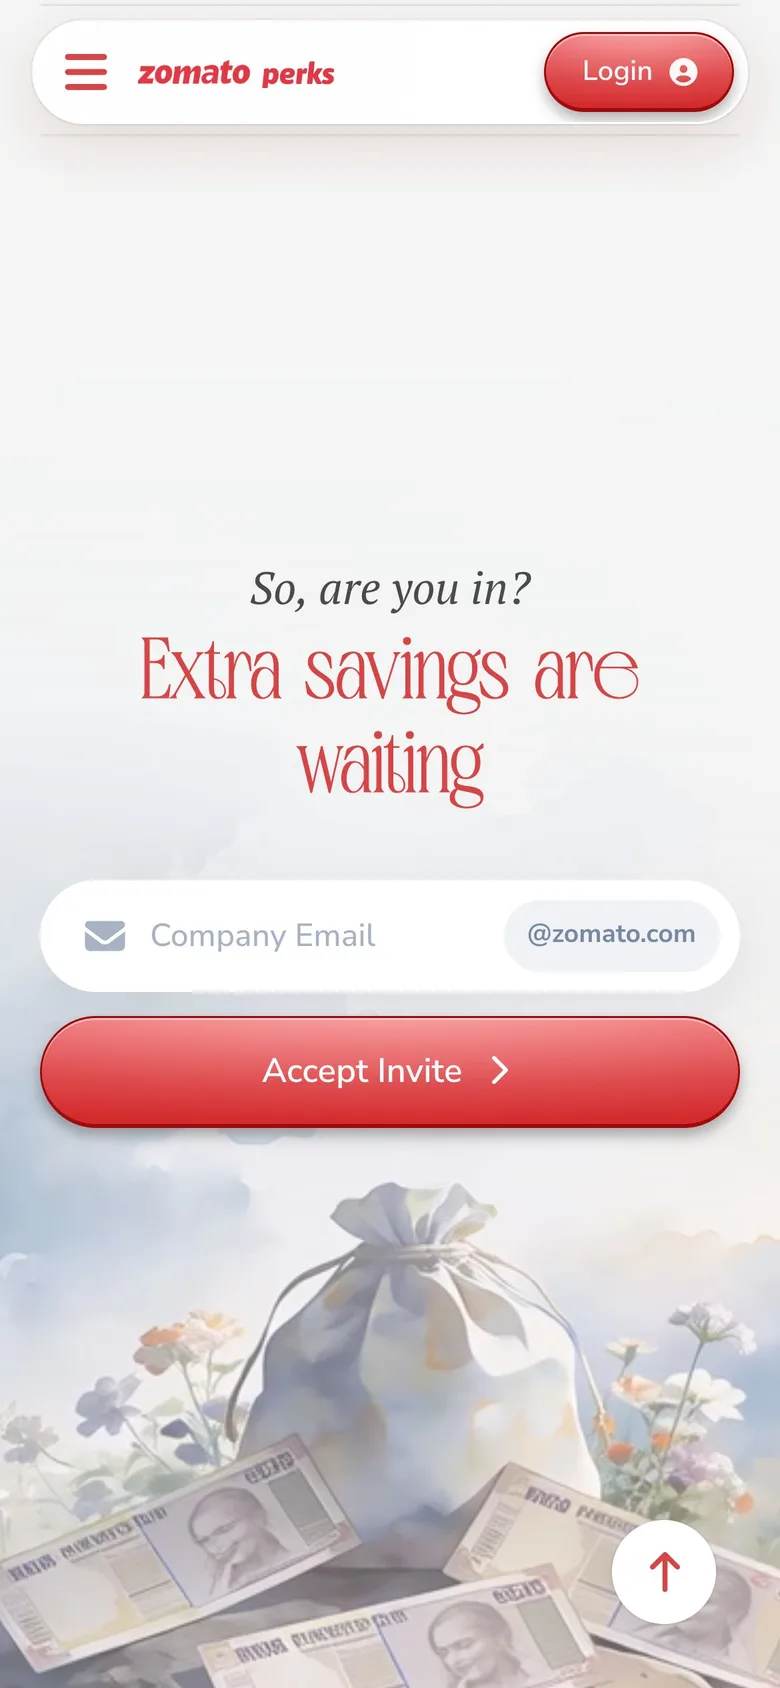 zomato perks
Login
So, are you in?
Extra savings are
waiting
Company Email
@zomato.com
Accept Invite